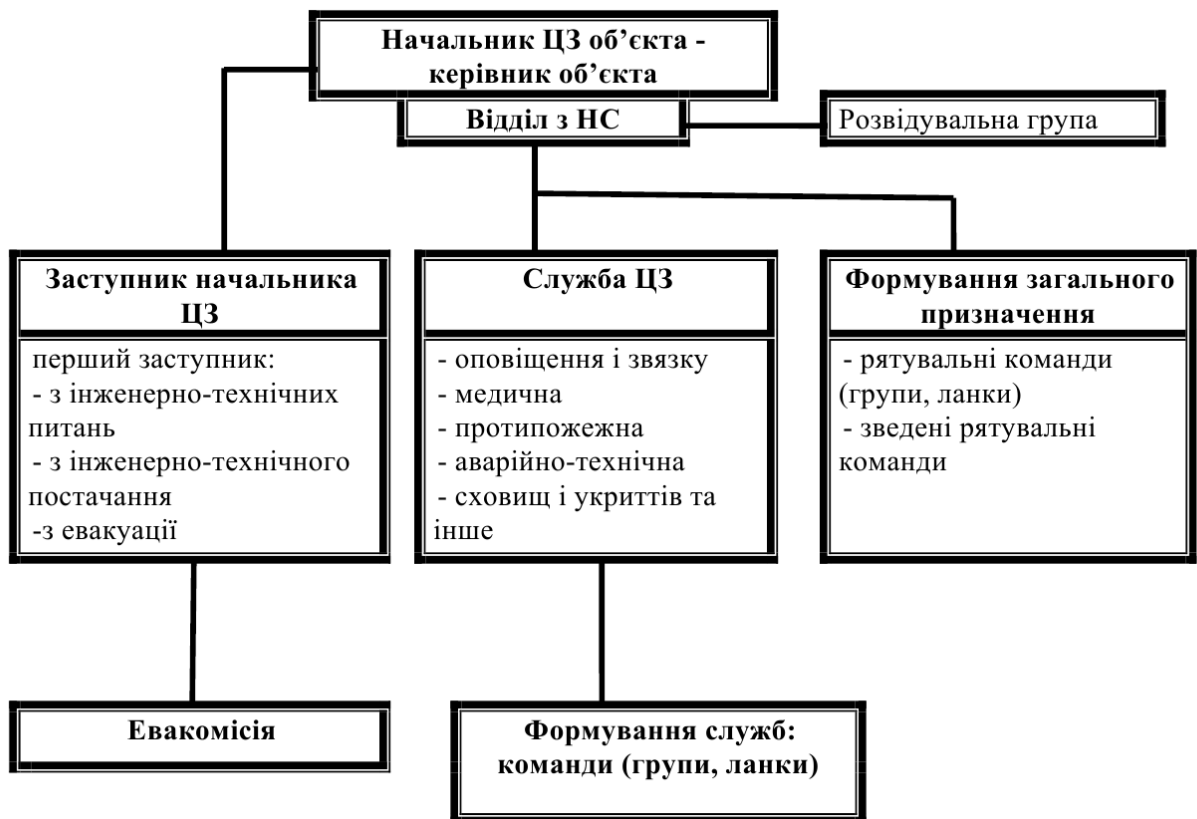 Начальник ЦЗ об’єкта -
керівник об’єкта
Відділ з НС
Розвідувальна група
Заступник начальника
ЦЗ
перший заступник:
- з інженерно-технічних
питань
- з інженерно-технічного
постачання
-з евакуації
Служба ЦЗ
- оповіщення і звязку
- медична
- протипожежна
- аварійно-технічна
- сховищ і укриттів та
інше
Формування загального
призначення
- рятувальні команди
(групи, ланки)
- зведені рятувальні
команди
Евакомісія
Формування служб:
команди (групи, ланки)